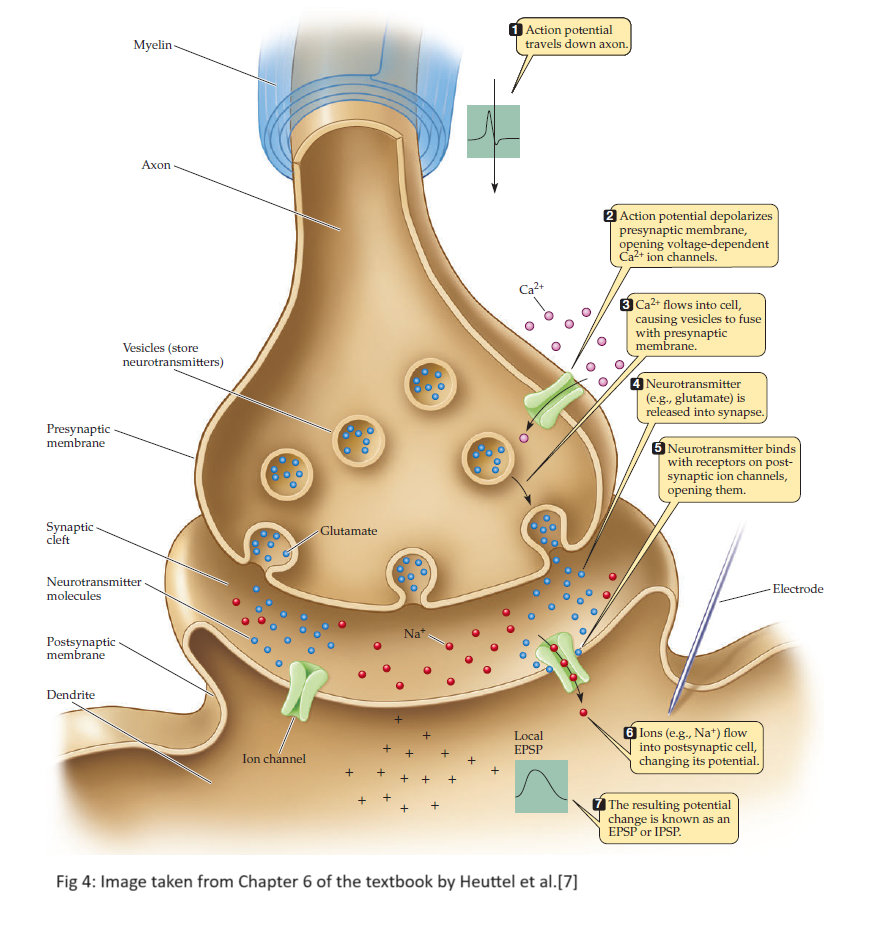 1 Action potential
travels down axon.
Myelin
Axon
2 Action potential depolarizes
presynaptic membrane,
opening voltage-dependent
Ca2+ ion channels.
Ca2+
3 Ca2+ flows into cell,
causing vesicles to fuse
with presynaptic
membrane.
Vesicles (store
neurotransmitters)
4 Neurotransmitter
(e.g., glutamate) is
released into synapse.
Presynaptic
membrane
5 Neurotransmitter binds
with receptors on post-
synaptic ion channels,
opening them.
Synaptic
cleft
Glutamate
Neurotransmitter
molecules
Electrode
Na+
Postsynaptic
membrane
Dendrite
Ion channel
Local
EPSP
6 Ions (e.g., Na+) flow
into postsynaptic cell,
changing its potential.
7 The resulting potential
change is known as an
EPSP or IPSP.
Fig 4: Image taken from Chapter 6 of the textbook by Heuttel et al.[7]